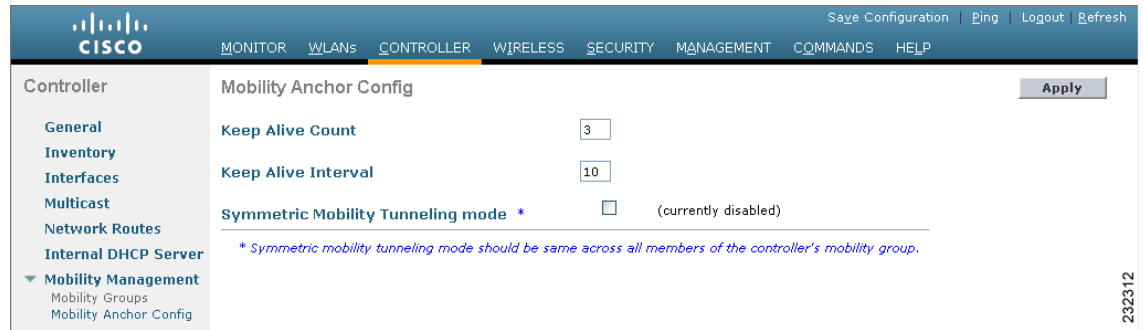 Save Configuration | Ping | Logout | Refresh
CISCO
MONITOR WLANs CONTROLLER WIRELESS SECURITY MANAGEMENT COMMANDS HELP
Controller
Mobility Anchor Config
Apply
General
Inventory
Interfaces
Multicast
Network Routes
Internal DHCP Server
Mobility Management
Mobility Groups
Mobility Anchor Config
Keep Alive Count 3
Keep Alive Interval 10
Symmetric Mobility Tunneling mode * (currently disabled)
* Symmetric mobility tunneling mode should be same across all members of the controller's mobility group.
232312